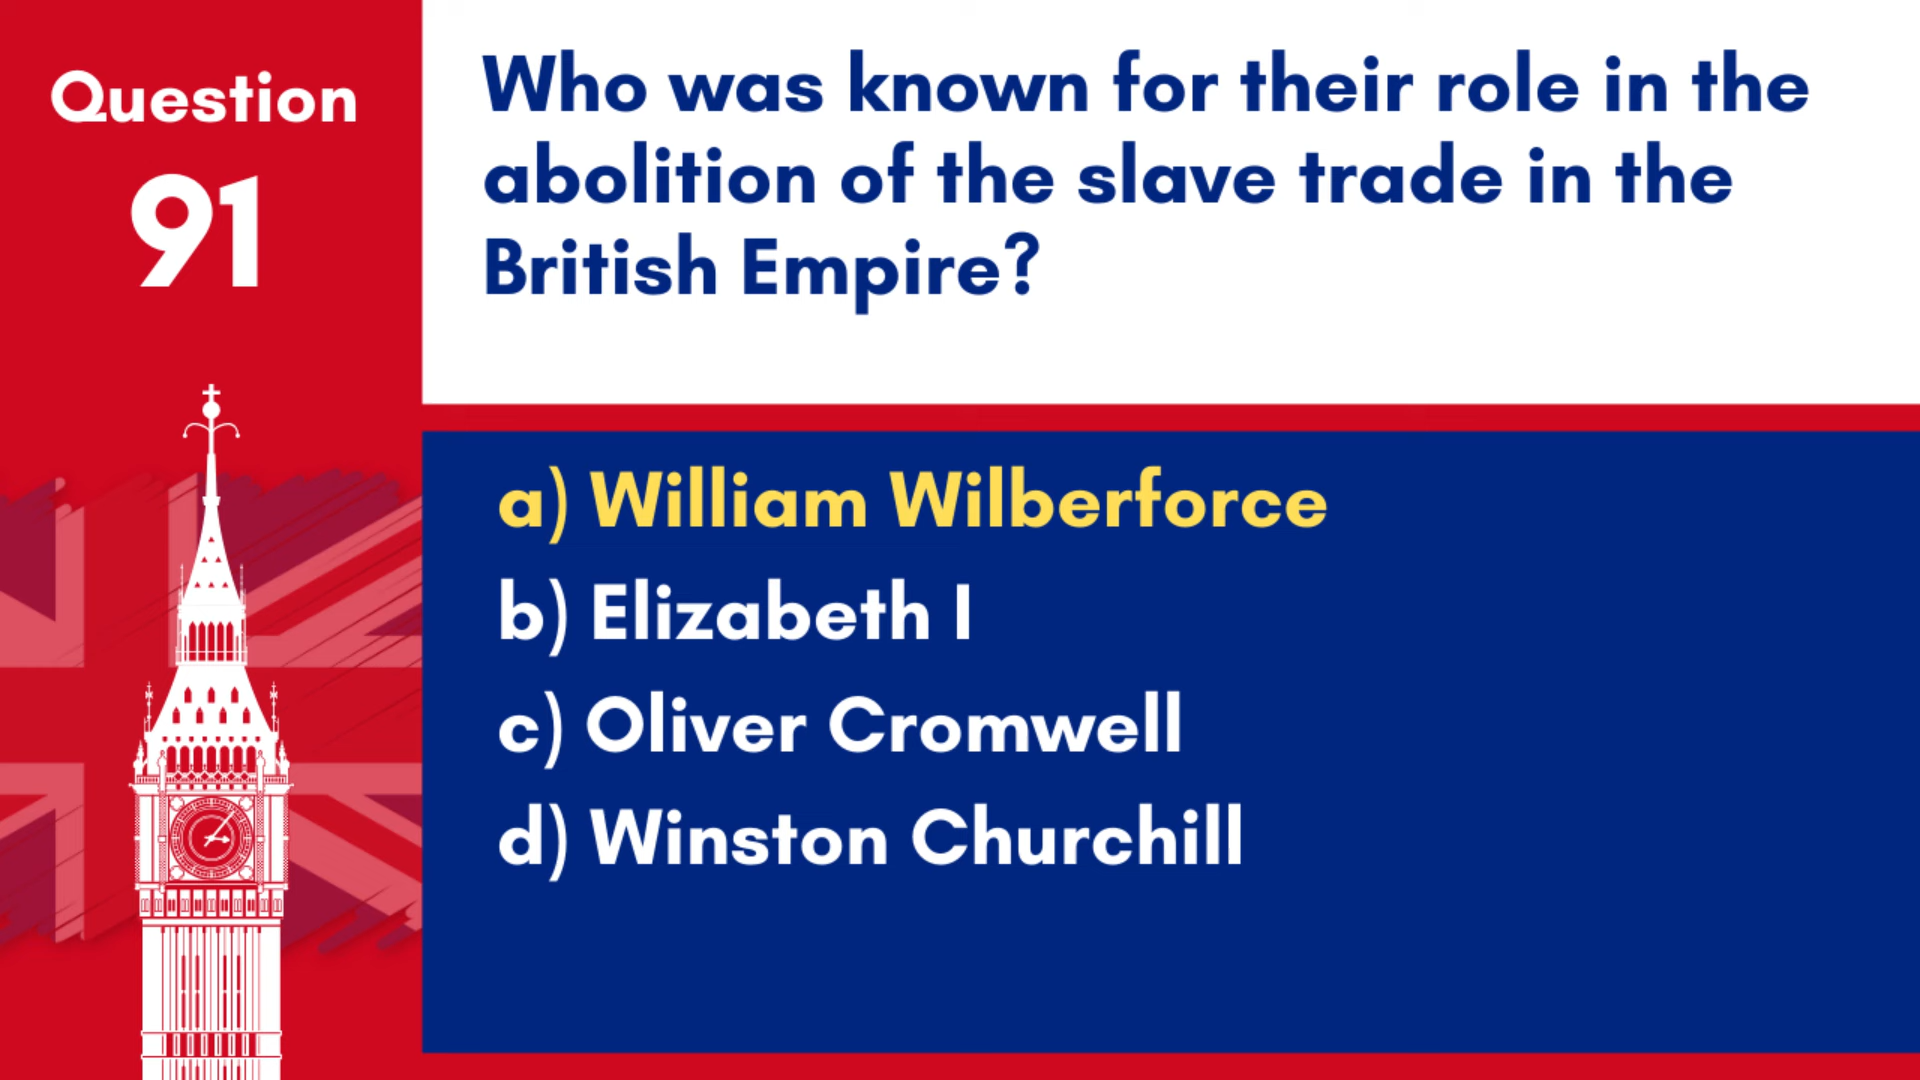 Question
91
Who was known for their role in the
abolition of the slave trade in the
British Empire?
a) William Wilberforce
b) Elizabeth I
c) Oliver Cromwell
d) Winston Churchill